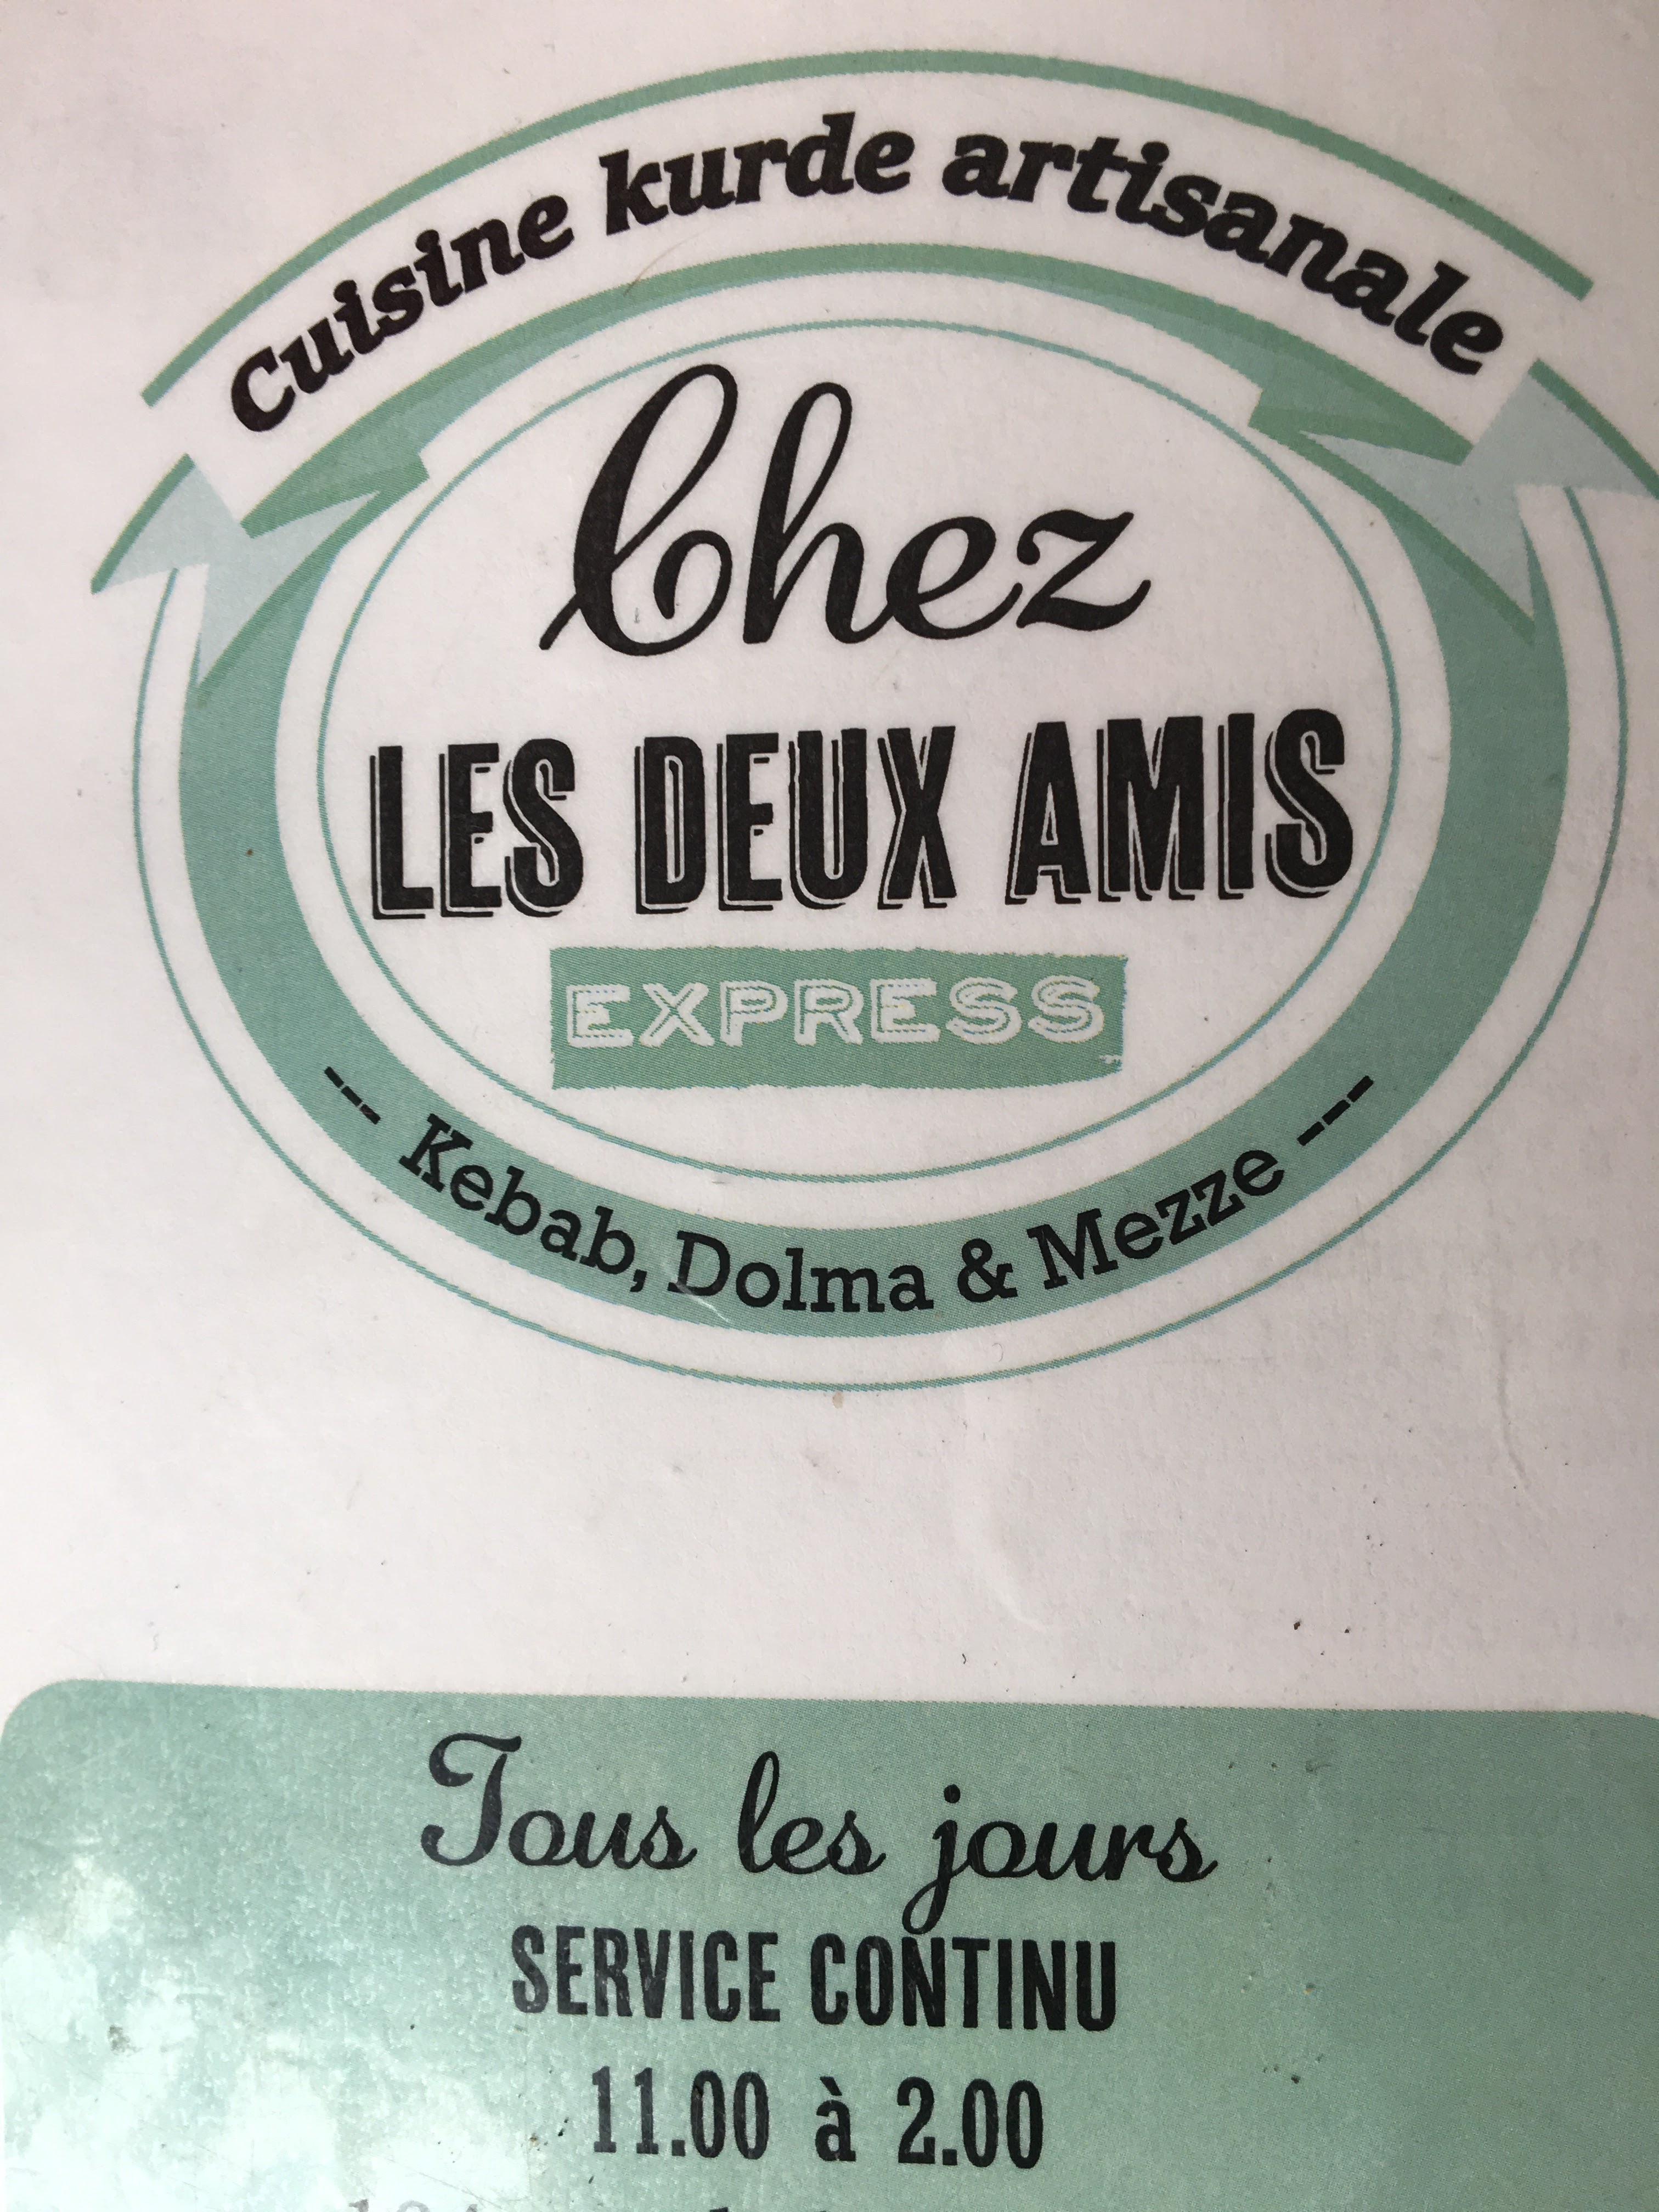 Cuisine kurde artisanale
Chez
LES DEUX AMIS
EXPRESS
--- Kebab, Dolma & Mezze ---
Tous les jours
SERVICE CONTINU
11.00 à 2.00